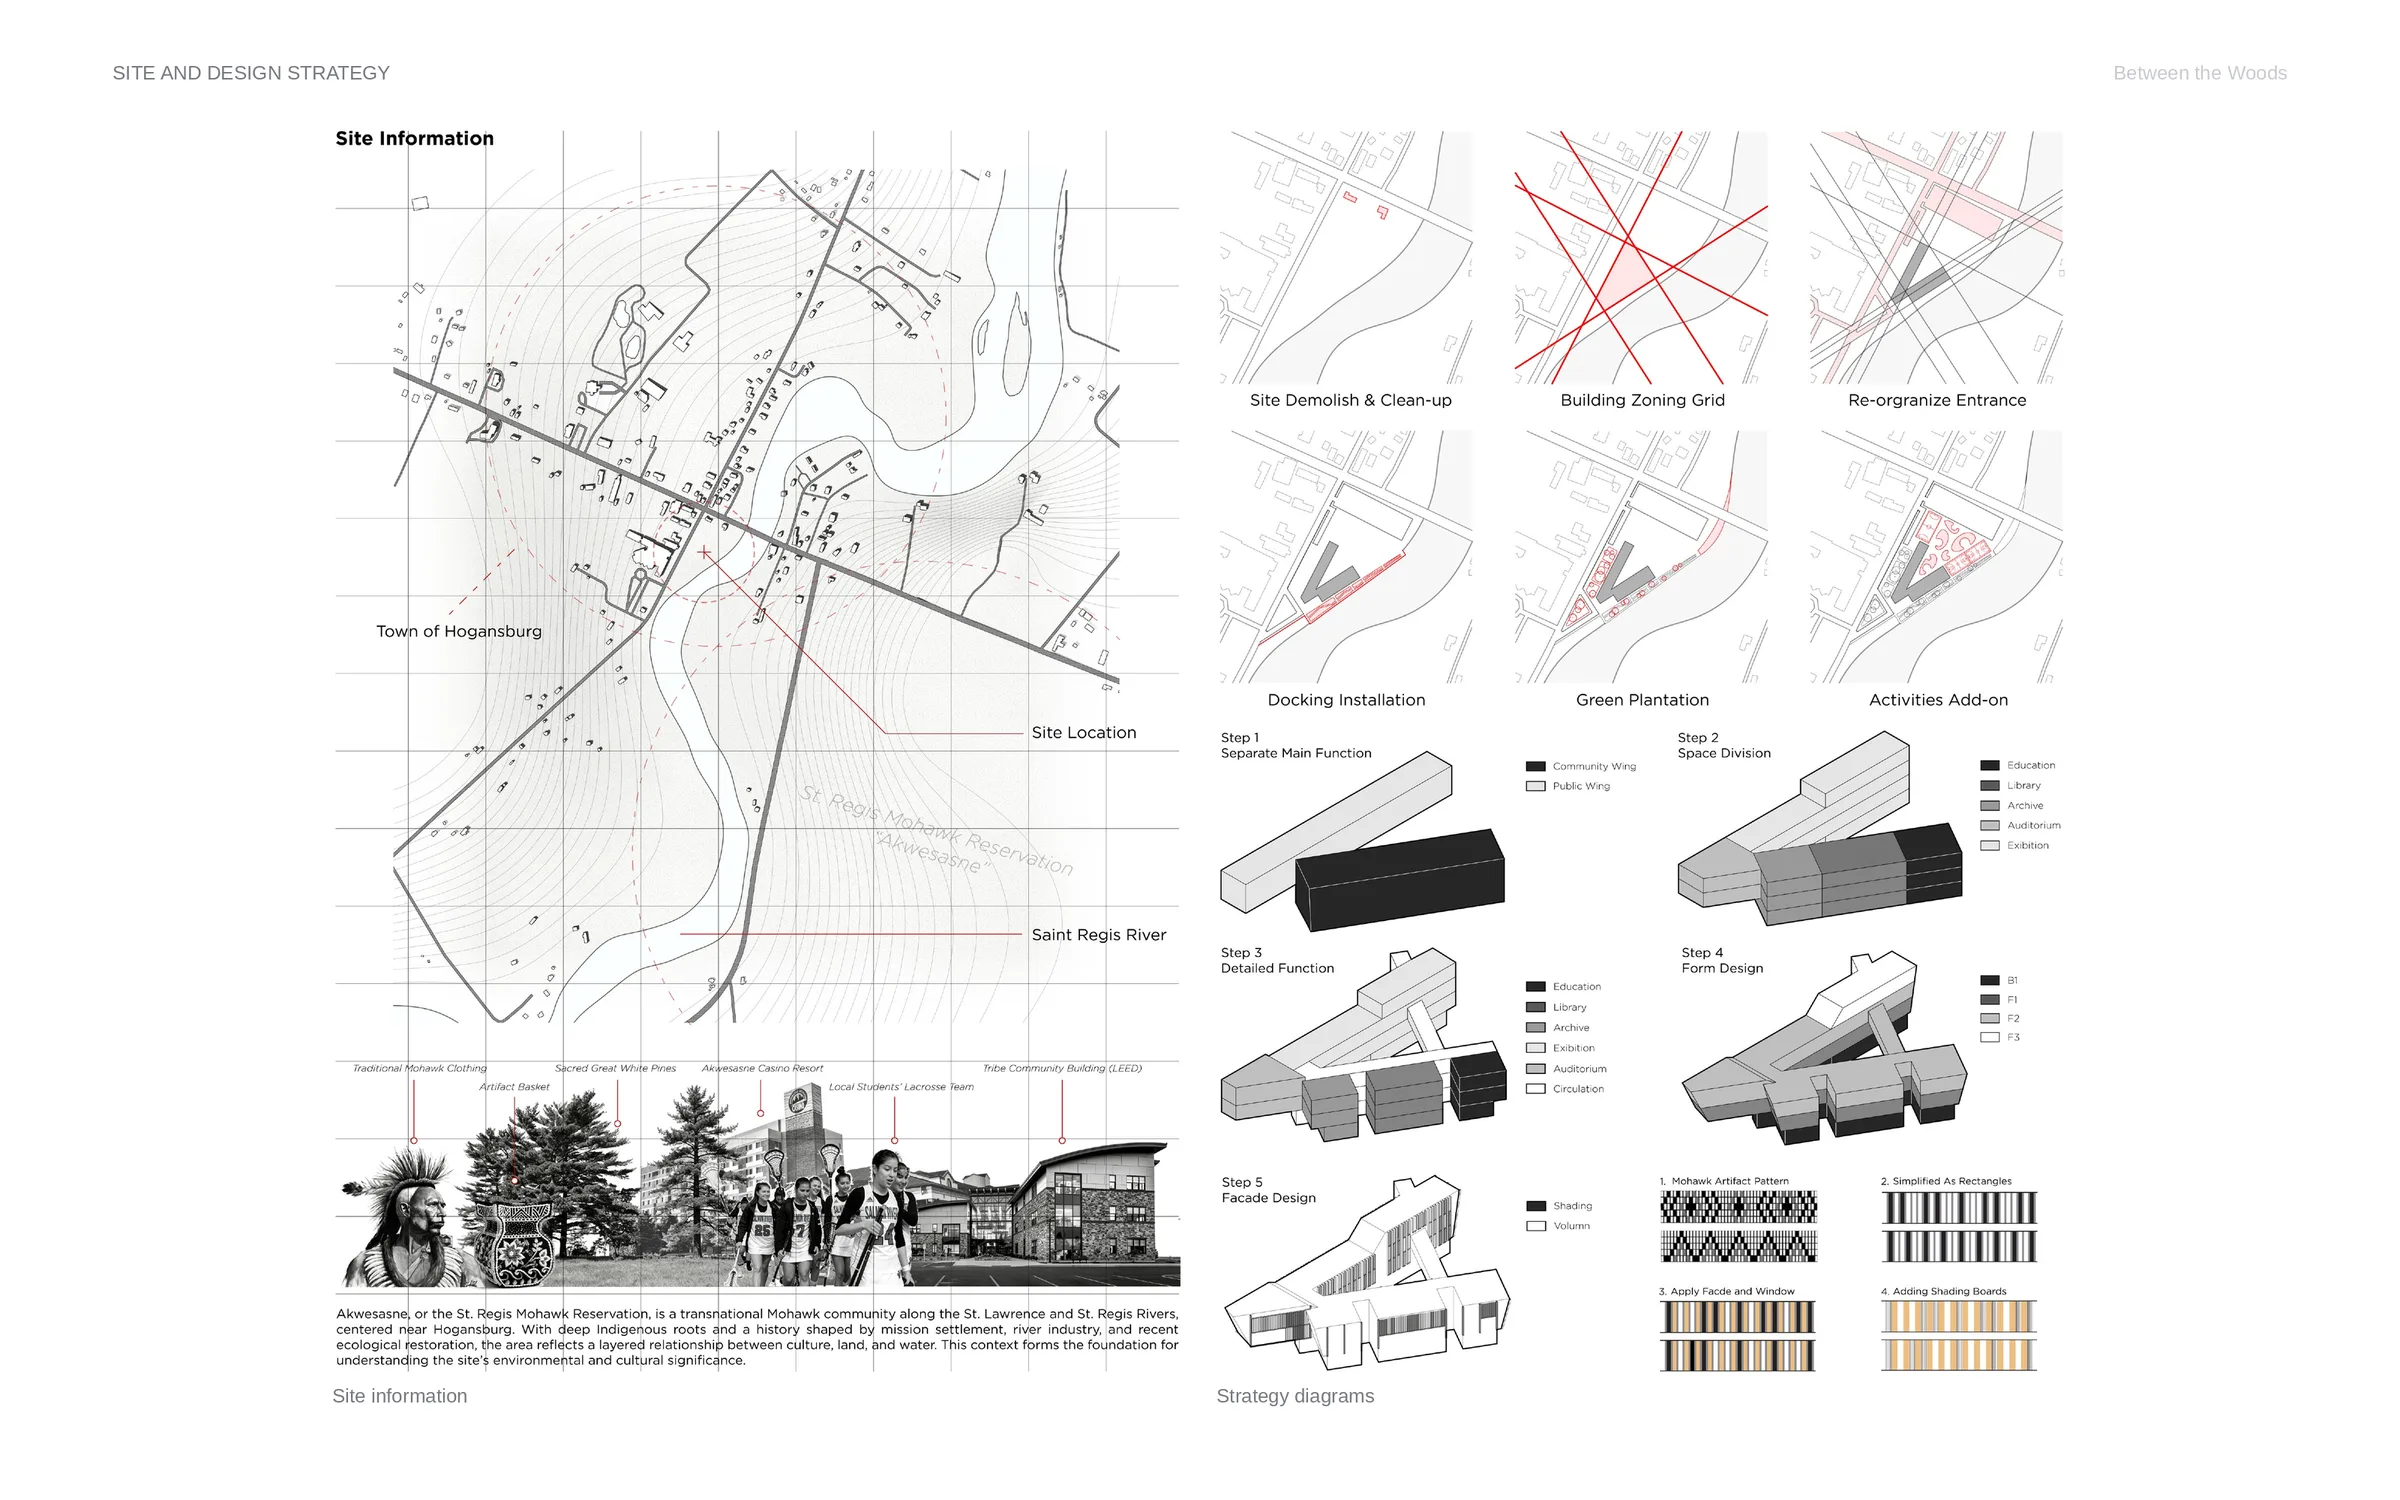 SITE AND DESIGN STRATEGY
Between the Woods
Site Information
Town of Hogansburg
Site Location
St. Regis Mohawk Reservation
"Akwesasne"
Saint Regis River
Traditional Mohawk Clothing
Artifact Basket
Sacred Great White Pines
Akwesasne Casino Resort
Local Students' Lacrosse Team
Tribe Community Building (LEED)
Akwesasne, or the St. Regis Mohawk Reservation, is a transnational Mohawk community along the St. Lawrence and St. Regis Rivers,
centered near Hogansburg. With deep Indigenous roots and a history shaped by mission settlement, river industry, and recent
ecological restoration, the area reflects a layered relationship between culture, land, and water. This context forms the foundation for
understanding the site's environmental and cultural significance.
Site information
Site Demolish & Clean-up
Building Zoning Grid
Re-orgranize Entrance
Docking Installation
Green Plantation
Activities Add-on
Step 1
Separate Main Function
Community Wing
Public Wing
Step 2
Space Division
Education
Library
Archive
Auditorium
Exibition
Step 3
Detailed Function
Education
Library
Archive
Exibition
Auditorium
Circulation
Step 4
Form Design
B1
F1
F2
F3
Step 5
Facade Design
Shading
Volumn
1. Mohawk Artifact Pattern
2. Simplified As Rectangles
3. Apply Facde and Window
4. Adding Shading Boards
Strategy diagrams